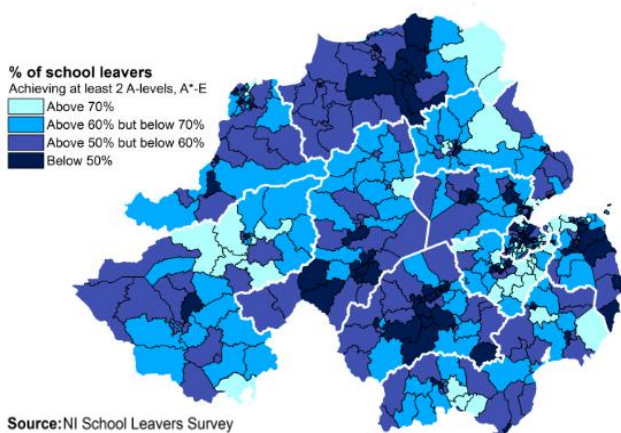 % of school leavers
Achieving at least 2 A-levels, A*-E
Above 70%
Above 60% but below 70%
Above 50% but below 60%
Below 50%
Source: NI School Leavers Survey